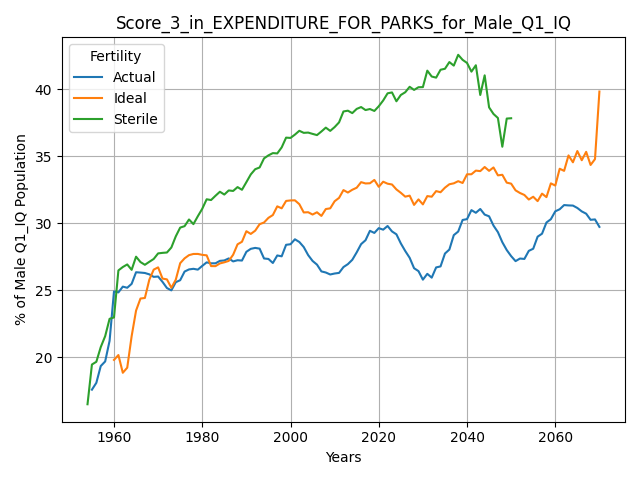 Score_3_in_EXPENDITURE_FOR_PARKS_for_Male_Q1_IQ
Fertility
Actual
Ideal
Sterile
% of Male Q1_IQ Population
40
35
30
25
20
1960
1980
2000
2020
2040
2060
Years